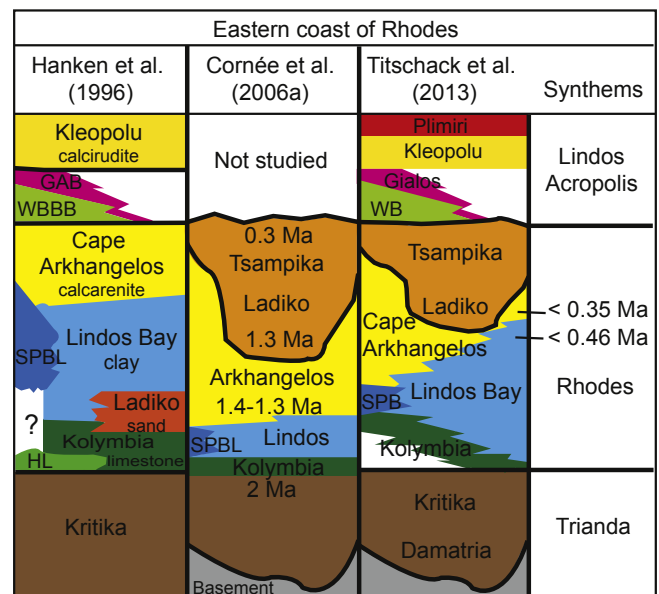 Eastern coast of Rhodes
Hanken et al.
(1996)
Cornée et al.
(2006a)
Titschack et al.
(2013)
Synthems
Kleopolu
calcirudite
GAB
WBBB
Cape
Arkhangelos
calcarenite
SPBL
Lindos Bay
clay
?
Ladiko
sand
Kolymbia
limestone
HL
Kritika
Not studied
0.3 Ma
Tsampika
Ladiko
1.3 Ma
Arkhangelos
1.4-1.3 Ma
SPBL
Lindos
Kolymbia
2 Ma
Basement
Plimiri
Kleopolu
Gialos
WB
Tsampika
Ladiko
Cape
Arkhangelos
SPB
Lindos Bay
Kolymbia
Kritika
Damatria
Lindos
Acropolis
< 0.35 Ma
< 0.46 Ma
Rhodes
Trianda